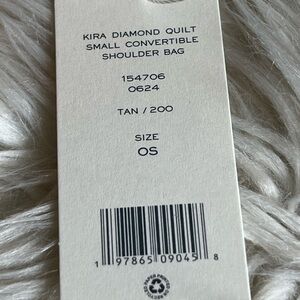 KIRA DIAMOND QUILT
SMALL CONVERTIBLE
SHOULDER BAG
154706
0624
TAN / 200
SIZE
OS
1 97865 09045 8